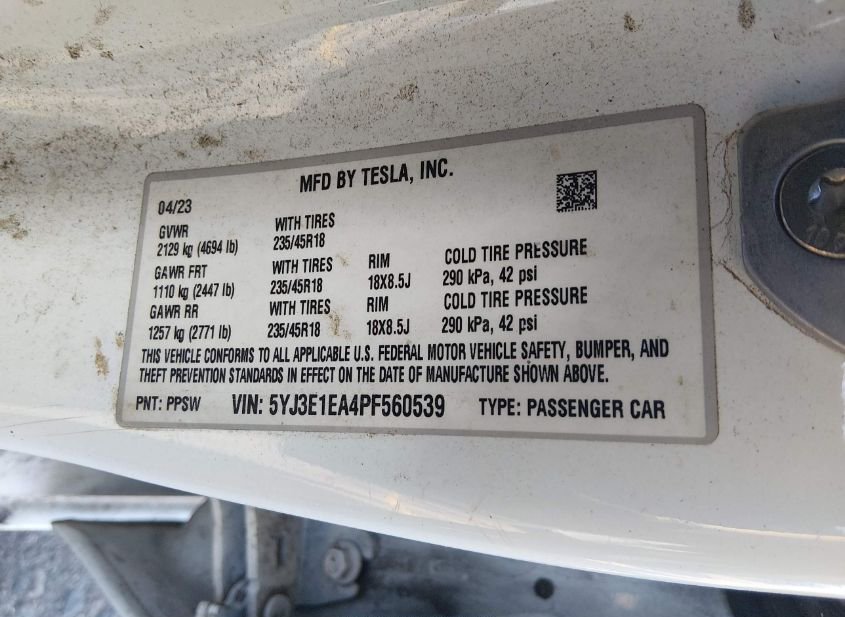 MFD BY TESLA, INC.
04/23
GVWR WITH TIRES
2129 kg (4694 lb) 235/45R18
GAWR FRT WITH TIRES RIM COLD TIRE PRESSURE
1110 kg (2447 lb) 235/45R18 18X8.5J 290 kPa, 42 psi
GAWR RR WITH TIRES RIM COLD TIRE PRESSURE
1257 kg (2771 lb) 235/45R18 18X8.5J 290 kPa, 42 psi
THIS VEHICLE CONFORMS TO ALL APPLICABLE U.S. FEDERAL MOTOR VEHICLE SAFETY, BUMPER, AND
THEFT PREVENTION STANDARDS IN EFFECT ON THE DATE OF MANUFACTURE SHOWN ABOVE.
PNT: PPSW VIN: 5YJ3E1EA4PF560539 TYPE: PASSENGER CAR